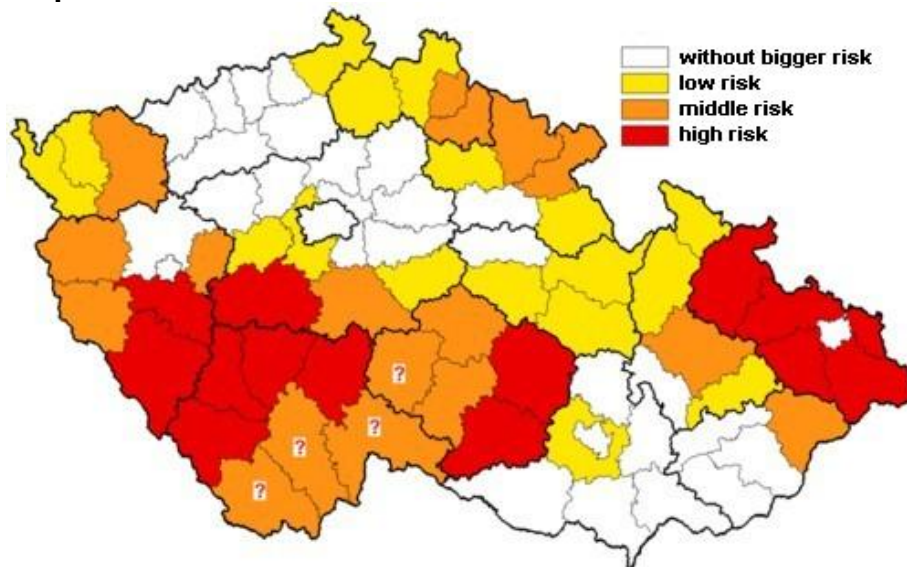 without bigger risk
low risk
middle risk
high risk
?
?
?
?